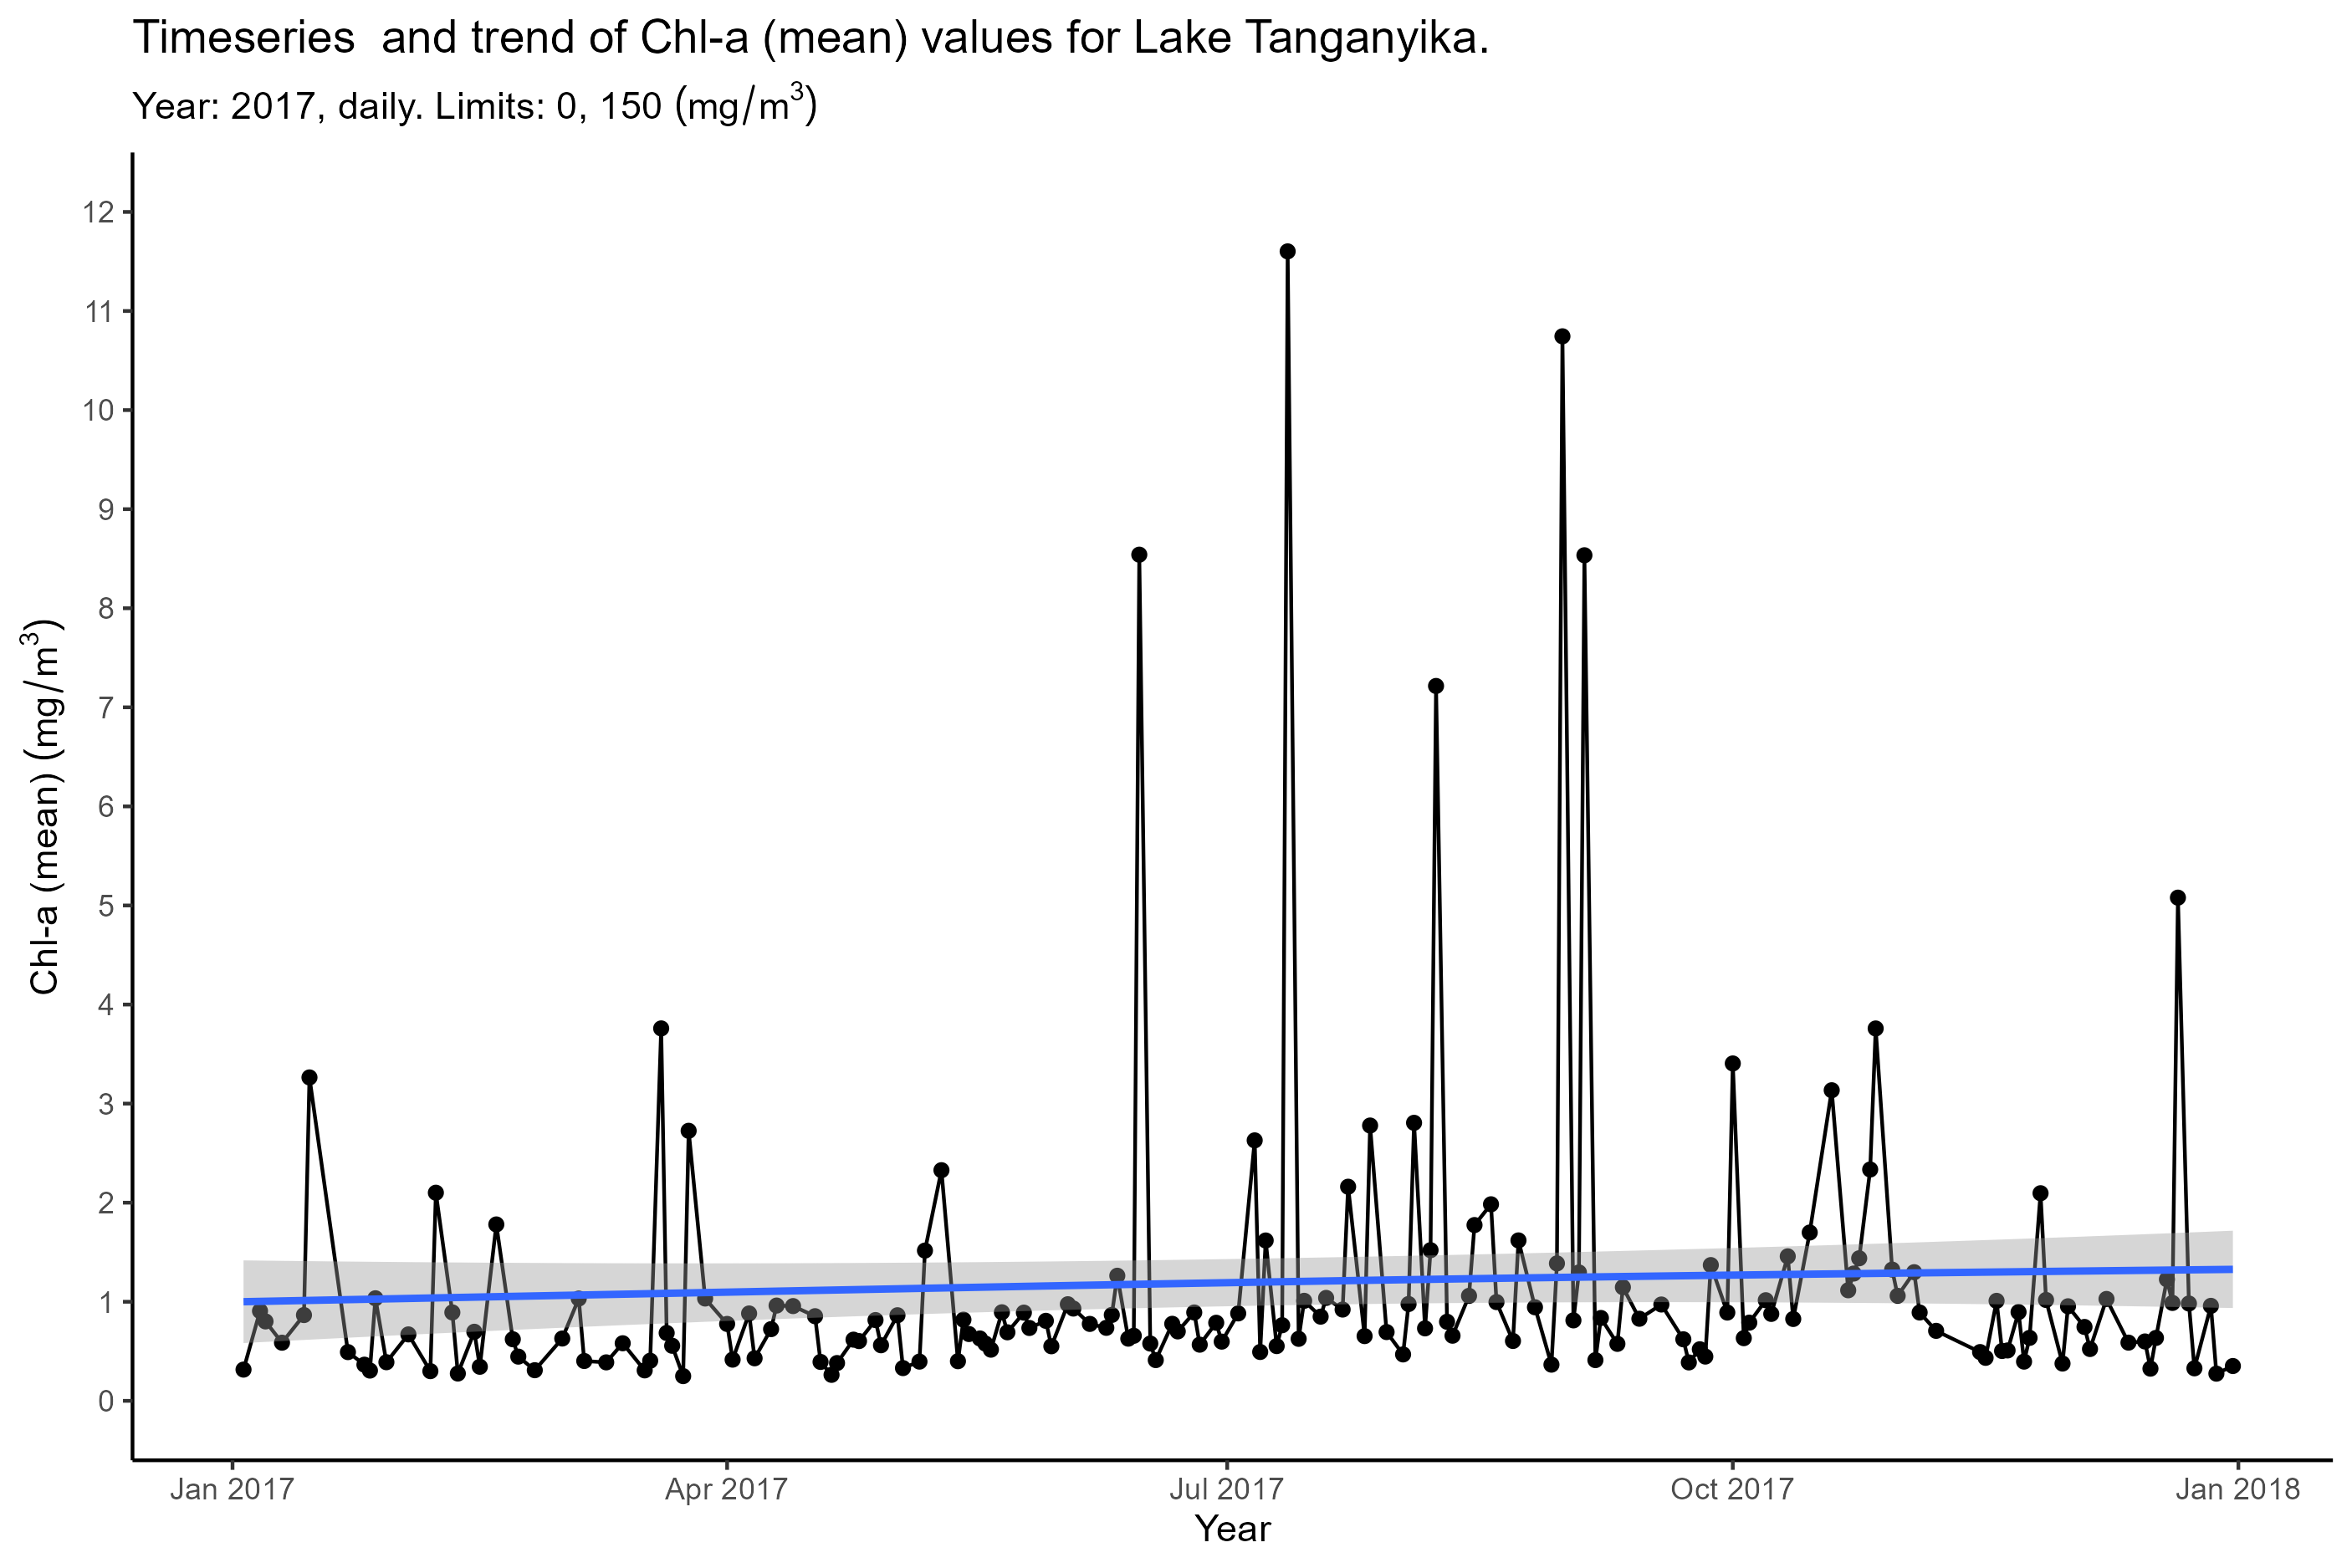 Timeseries  and trend of Chl-a (mean) values for Lake Tanganyika.
Year: 2017, daily. Limits: 0, 150 (mg/m³)
12
11
10
9
8
7
6
5
4
3
2
1
0
Chl-a (mean) (mg/m³)
Jan 2017
Apr 2017
Jul 2017
Oct 2017
Jan 2018
Year